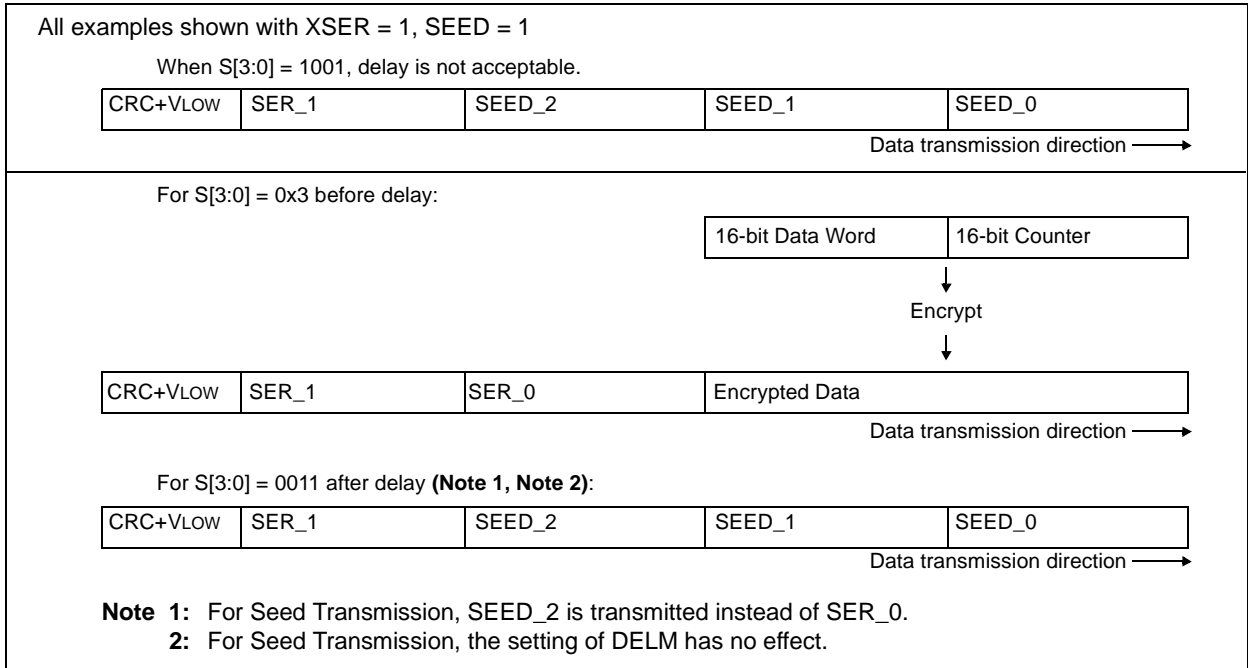 All examples shown with XSER = 1, SEED = 1
When S[3:0] = 1001, delay is not acceptable.
CRC+VLOW SER_1 SEED_2 SEED_1 SEED_0
Data transmission direction
For S[3:0] = 0x3 before delay:
16-bit Data Word 16-bit Counter
Encrypt
CRC+VLOW SER_1 SER_0 Encrypted Data
Data transmission direction
For S[3:0] = 0011 after delay (Note 1, Note 2):
CRC+VLOW SER_1 SEED_2 SEED_1 SEED_0
Data transmission direction
Note 1: For Seed Transmission, SEED_2 is transmitted instead of SER_0.
2: For Seed Transmission, the setting of DELM has no effect.